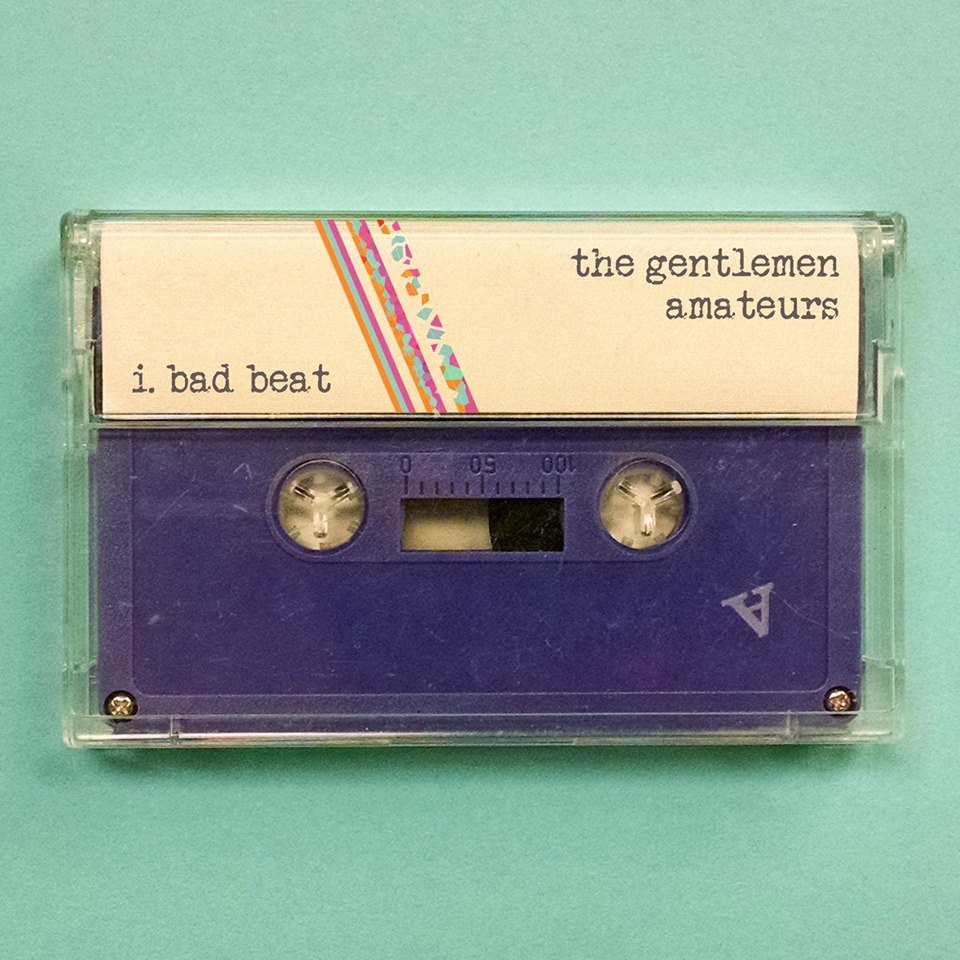 the gentlemen
amateurs
i. bad beat
0 50 100
A